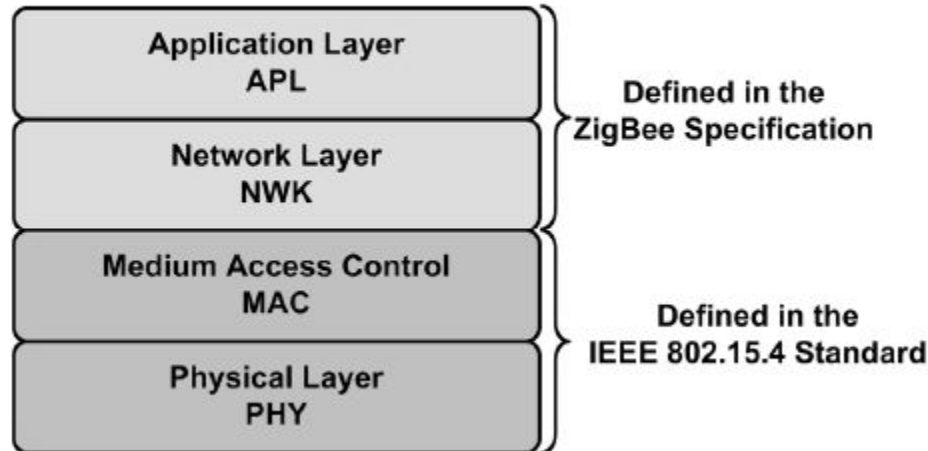 Application Layer
APL
Defined in the
ZigBee Specification
Network Layer
NWK
Medium Access Control
MAC
Defined in the
IEEE 802.15.4 Standard
Physical Layer
PHY